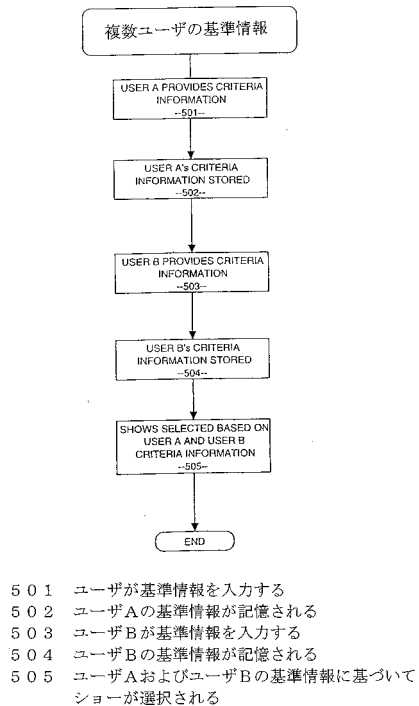 複数ユーザの基準情報
USER A PROVIDES CRITERIA
INFORMATION
--501--
USER A's CRITERIA
INFORMATION STORED
--502--
USER B PROVIDES CRITERIA
INFORMATION
--503--
USER B's CRITERIA
INFORMATION STORED
--504--
SHOWS SELECTED BASED ON
USER A AND USER B
CRITERIA INFORMATION
--505--
END
501 ユーザが基準情報を入力する
502 ユーザAの基準情報が記憶される
503 ユーザBが基準情報を入力する
504 ユーザBの基準情報が記憶される
505 ユーザAおよびユーザBの基準情報に基づいて
ショーが選択される